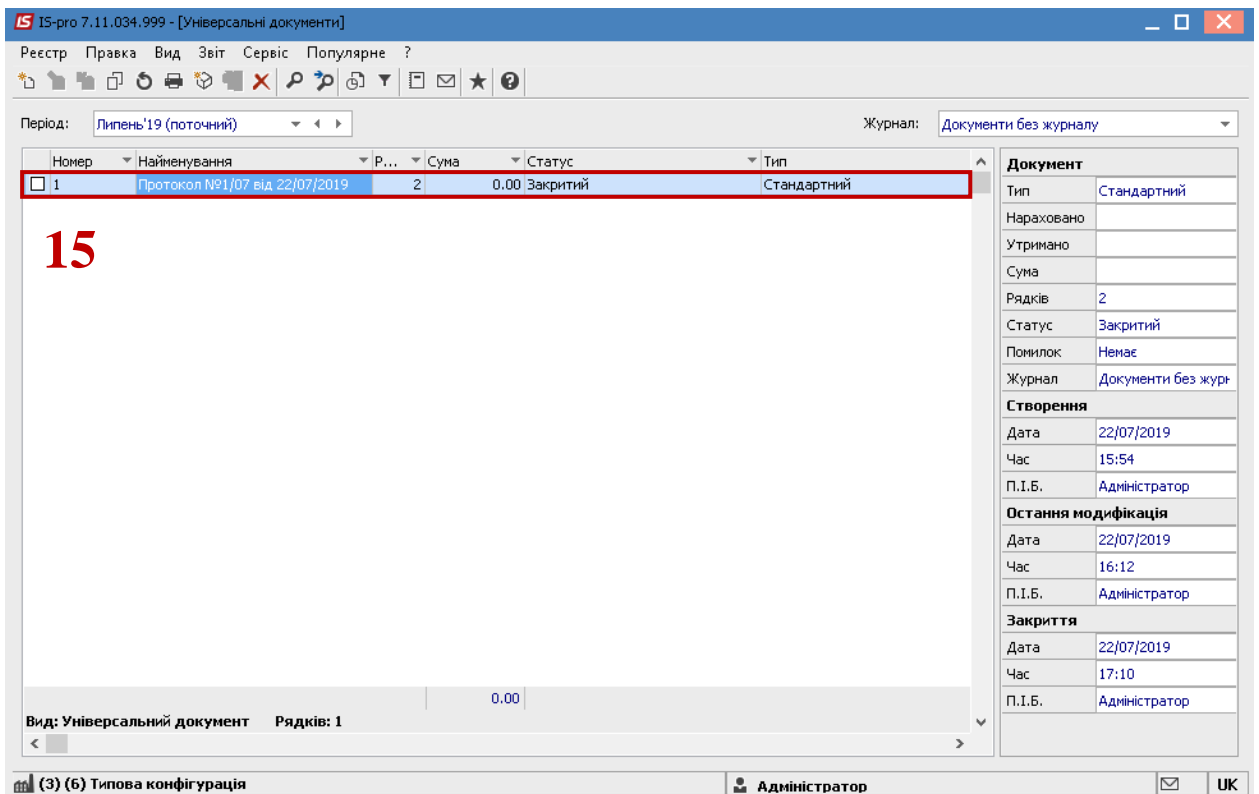 IS-pro 7.11.034.999 - [Універсальні документи]
Реєстр Правка Вид Звіт Сервіс Популярне ?
Період: Липень'19 (поточний) Журнал: Документи без журналу
Номер Найменування Р... Сума Статус Тип
1 Протокол №1/07 від 22/07/2019 2 0.00 Закритий Стандартний
15
0.00
Вид: Універсальний документ Рядків: 1
Документ
Тип Стандартний
Нараховано
Утримано
Сума
Рядків 2
Статус Закритий
Помилок Немає
Журнал Документи без журн
Створення
Дата 22/07/2019
Час 15:54
П.І.Б. Адміністратор
Остання модифікація
Дата 22/07/2019
Час 16:12
П.І.Б. Адміністратор
Закриття
Дата 22/07/2019
Час 17:10
П.І.Б. Адміністратор
(3) (6) Типова конфігурація Адміністратор UK